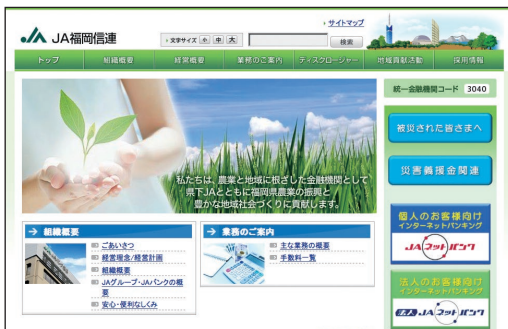 サイトマップ
JA福岡信連
文字サイズ 小 中 大
検索
トップ 組織概要 経営概要 業務のご案内 ディスクロージャー 地域貢献活動 採用情報
統一金融機関コード 3040
被災された皆さまへ
災害義援金関連
私たちは、農業と地域に根ざした金融機関として
県下JAとともに福岡県農業の振興と
豊かな地域社会づくりに貢献します。
組織概要
ごあいさつ
経営理念/経営計画
組織概要
JAグループ・JAバンクの概
要
安心・便利なしくみ
業務のご案内
主な業務の概要
手数料一覧
個人のお客様向け
インターネットバンキング
JAネットバンク
法人のお客様向け
インターネットバンキング
法人JAネットバンク